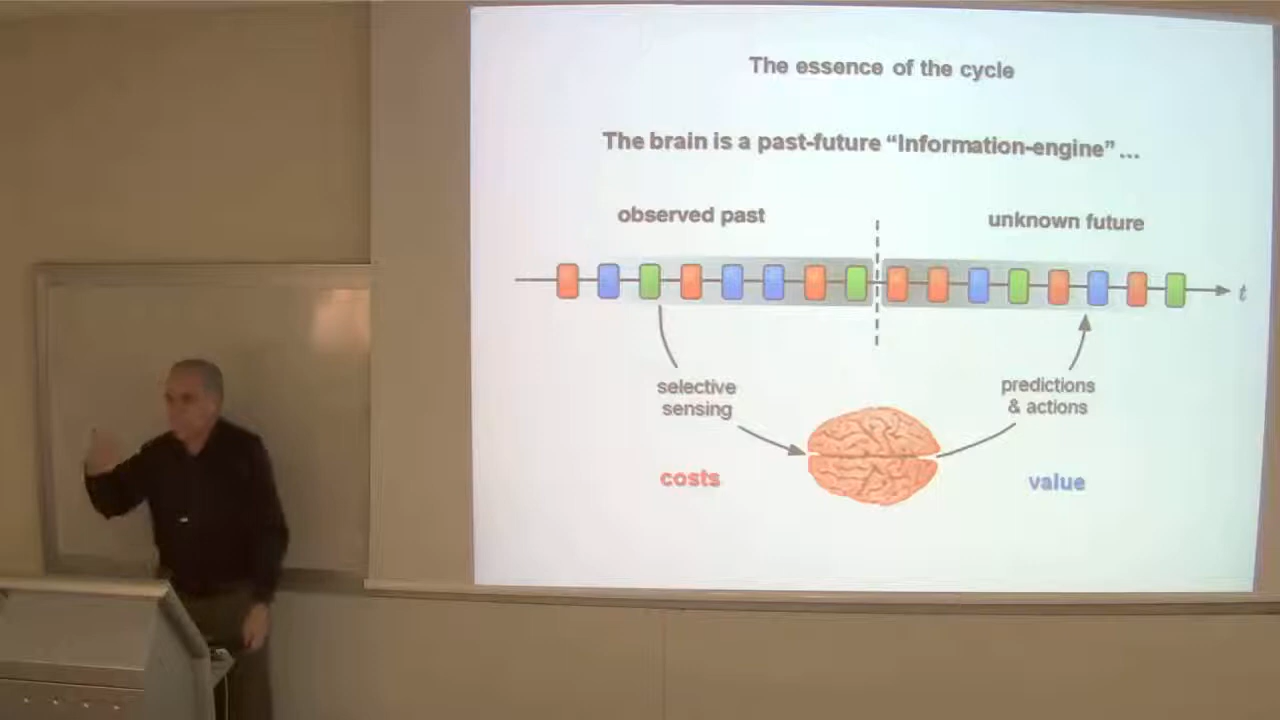 The essence of the cycle
The brain is a past-future “Information-engine” ...
observed past
unknown future
t
selective
sensing
predictions
& actions
costs
value